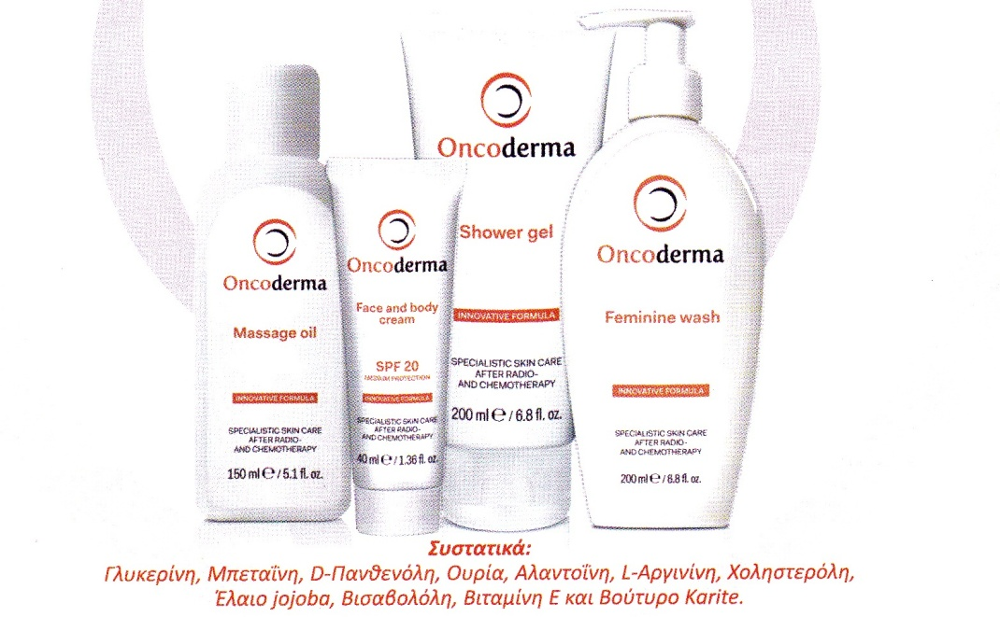 Oncoderma
Massage oil
INNOVATIVE FORMULA
SPECIALISTIC SKIN CARE
AFTER RADIO-
AND CHEMOTHERAPY
150 ml ℮ / 5.1 fl. oz.
Oncoderma
Face and body
cream
SPF 20
MEDIUM PROTECTION
INNOVATIVE FORMULA
SPECIALISTIC SKIN CARE
AFTER RADIO-
AND CHEMOTHERAPY
40 ml ℮ / 1.36 fl. oz.
Oncoderma
Shower gel
INNOVATIVE FORMULA
SPECIALISTIC SKIN CARE
AFTER RADIO-
AND CHEMOTHERAPY
200 ml ℮ / 6.8 fl. oz.
Oncoderma
Feminine wash
INNOVATIVE FORMULA
SPECIALISTIC SKIN CARE
AFTER RADIO-
AND CHEMOTHERAPY
200 ml ℮ / 6.8 fl. oz.
Συστατικά:
Γλυκερίνη, Μπεταΐνη, D-Πανθενόλη, Ουρία, Αλαντοΐνη, L-Αργινίνη, Χοληστερόλη,
Έλαιο jojoba, Βισαβολόλη, Βιταμίνη Ε και Βούτυρο Karite.